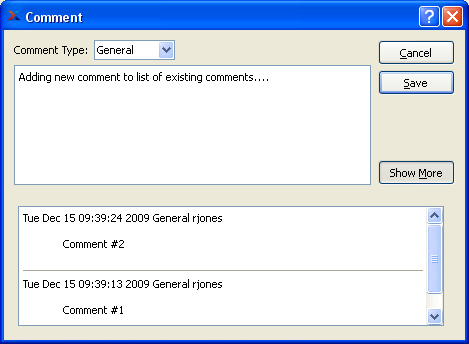 Comment
Comment Type: General
Cancel
Adding new comment to list of existing comments....
Save
Show More
Tue Dec 15 09:39:24 2009 General rjones
Comment #2
Tue Dec 15 09:39:13 2009 General rjones
Comment #1